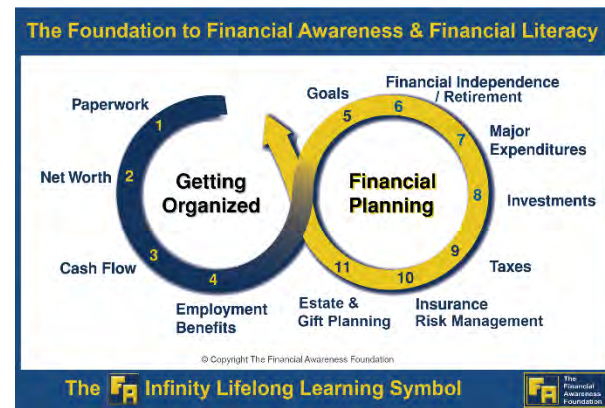 The Foundation to Financial Awareness & Financial Literacy
Paperwork
1
Net Worth
2
Cash Flow
3
Employment
Benefits
4
Getting
Organized
Goals
5
Financial Independence
/ Retirement
6
Major
Expenditures
7
Investments
8
Taxes
9
Insurance
Risk Management
10
Estate &
Gift Planning
11
Financial
Planning
© Copyright The Financial Awareness Foundation
The FA Infinity Lifelong Learning Symbol
FA
The
Financial
Awareness
Foundation